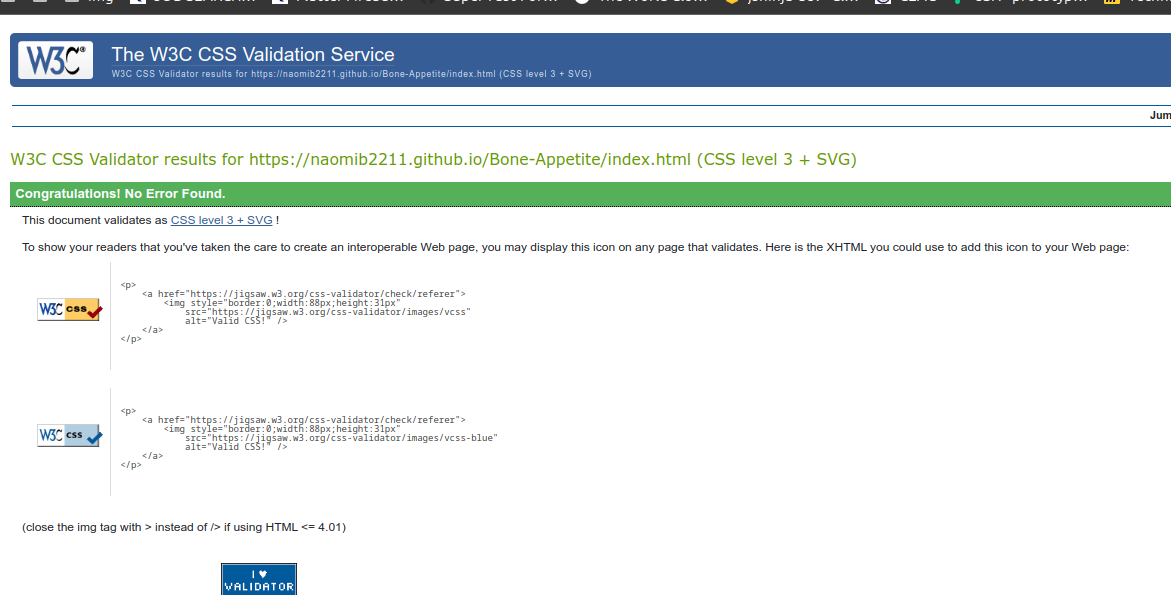 W3C®
The W3C CSS Validation Service
W3C CSS Validator results for https://naomib2211.github.io/Bone-Appetite/index.html (CSS level 3 + SVG)
Jum
W3C CSS Validator results for https://naomib2211.github.io/Bone-Appetite/index.html (CSS level 3 + SVG)
Congratulations! No Error Found.
This document validates as CSS level 3 + SVG !
To show your readers that you've taken the care to create an interoperable Web page, you may display this icon on any page that validates. Here is the XHTML you could use to add this icon to your Web page:
W3C css
<p>
<a href="https://jigsaw.w3.org/css-validator/check/referer">
<img style="border:0;width:88px;height:31px"
src="https://jigsaw.w3.org/css-validator/images/vcss"
alt="Valid CSS!" />
</a>
</p>
W3C css
<p>
<a href="https://jigsaw.w3.org/css-validator/check/referer">
<img style="border:0;width:88px;height:31px"
src="https://jigsaw.w3.org/css-validator/images/vcss-blue"
alt="Valid CSS!" />
</a>
</p>
(close the img tag with > instead of /> if using HTML <= 4.01)
I ♥
VALIDATOR